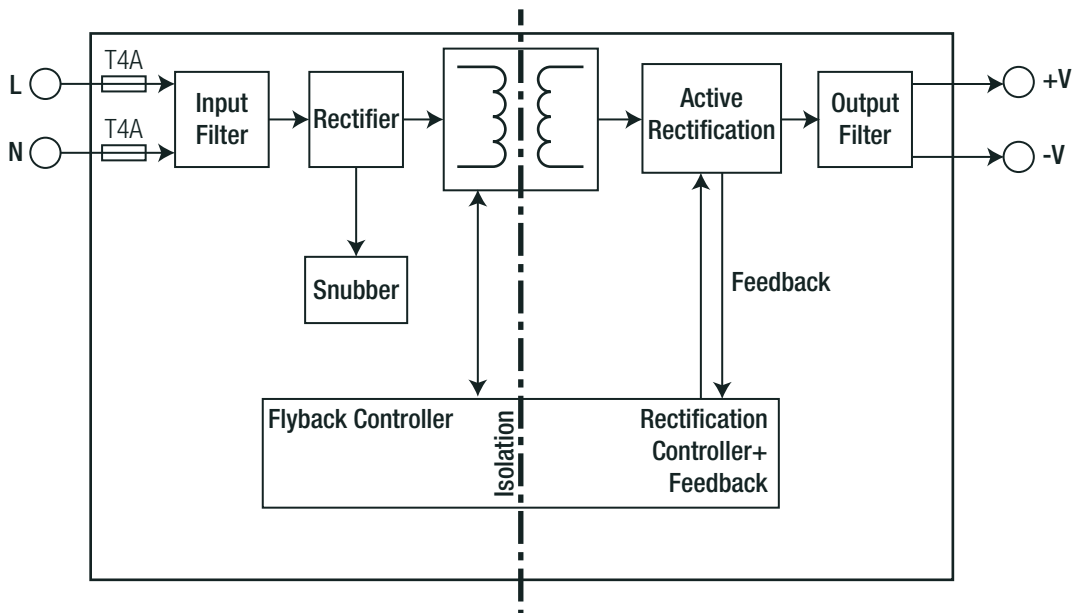 T4A
L
T4A
N
Input
Filter
Rectifier
Active
Rectification
Output
Filter
+V
-V
Snubber
Feedback
Flyback Controller
Isolation
Rectification
Controller+
Feedback